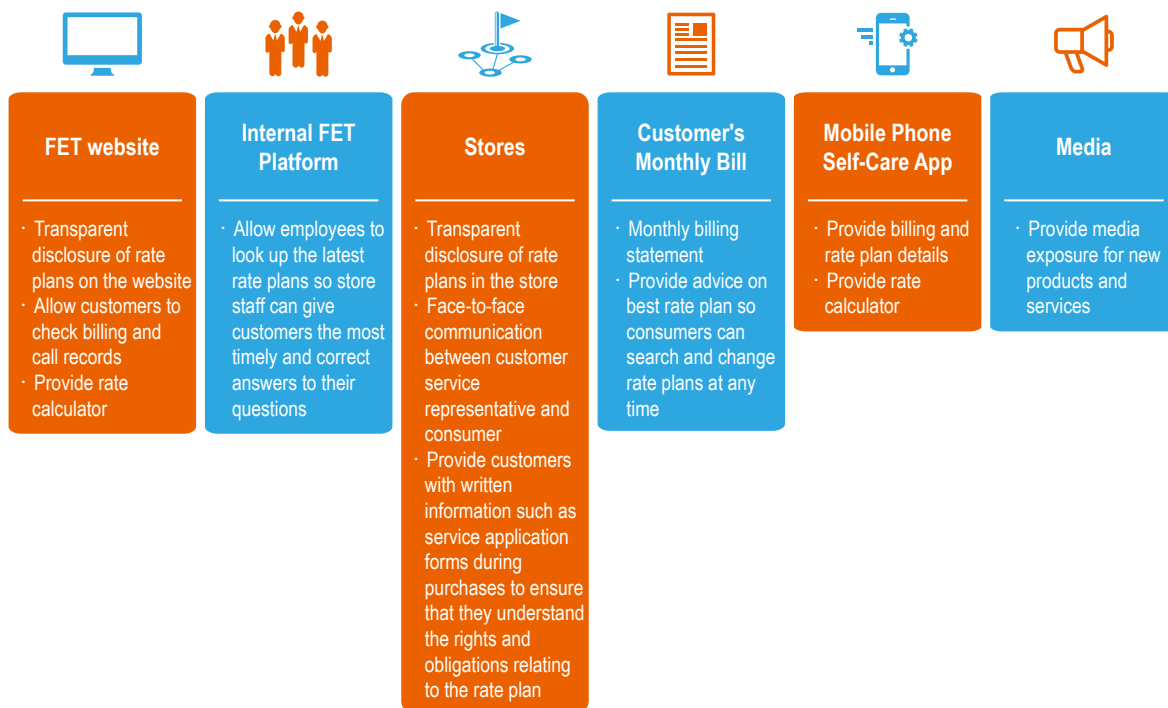 FET website
· Transparent
disclosure of rate
plans on the website
· Allow customers to
check billing and
call records
· Provide rate
calculator
Internal FET
Platform
· Allow employees to
look up the latest
rate plans so store
staff can give
customers the most
timely and correct
answers to their
questions
Stores
· Transparent
disclosure of rate
plans in the store
· Face-to-face
communication
between customer
service
representative and
consumer
· Provide customers
with written
information such as
service application
forms during
purchases to ensure
that they understand
the rights and
obligations relating
to the rate plan
Customer's
Monthly Bill
· Monthly billing
statement
· Provide advice on
best rate plan so
consumers can
search and change
rate plans at any
time
Mobile Phone
Self-Care App
· Provide billing and
rate plan details
· Provide rate
calculator
Media
· Provide media
exposure for new
products and
services